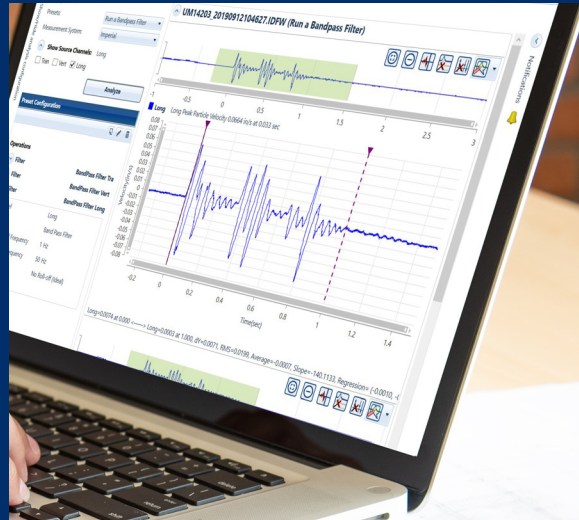 UM14203_20190912104627.IDFW (Run a Bandpass Filter)
Presets:
Run a Bandpass Filter
Measurement System:
Imperial
Show Source Channels: Long
Tran Vert Long
Analyze
Preset Configuration
Operations
Filter
BandPass Filter Tra
BandPass Filter Vert
BandPass Filter Long
Long
Band Pass Filter
Frequency
1 Hz
50 Hz
No Roll-off (Ideal)
Notifications
-1 -0.5 0 0.5 1 1.5 2 2.5 3
Long
Long Peak Particle Velocity 0.0664 in/s at 0.033 sec
Velocity(in/s)
0.08
0.07
0.06
0.05
0.04
0.03
0.02
0.01
0
-0.01
-0.02
-0.03
-0.04
-0.05
-0.06
-0.07
-0.08
-0.2 0 0.2 0.4 0.6 0.8 1 1.2 1.4
Time(sec)
Long=0.0074 at 0.000 <-----> Long=0.0003 at 1.000, dY=0.0071, RMS=0.0199, Average=-0.0007, Slope=-140.1133, Regression= (-0.0010,